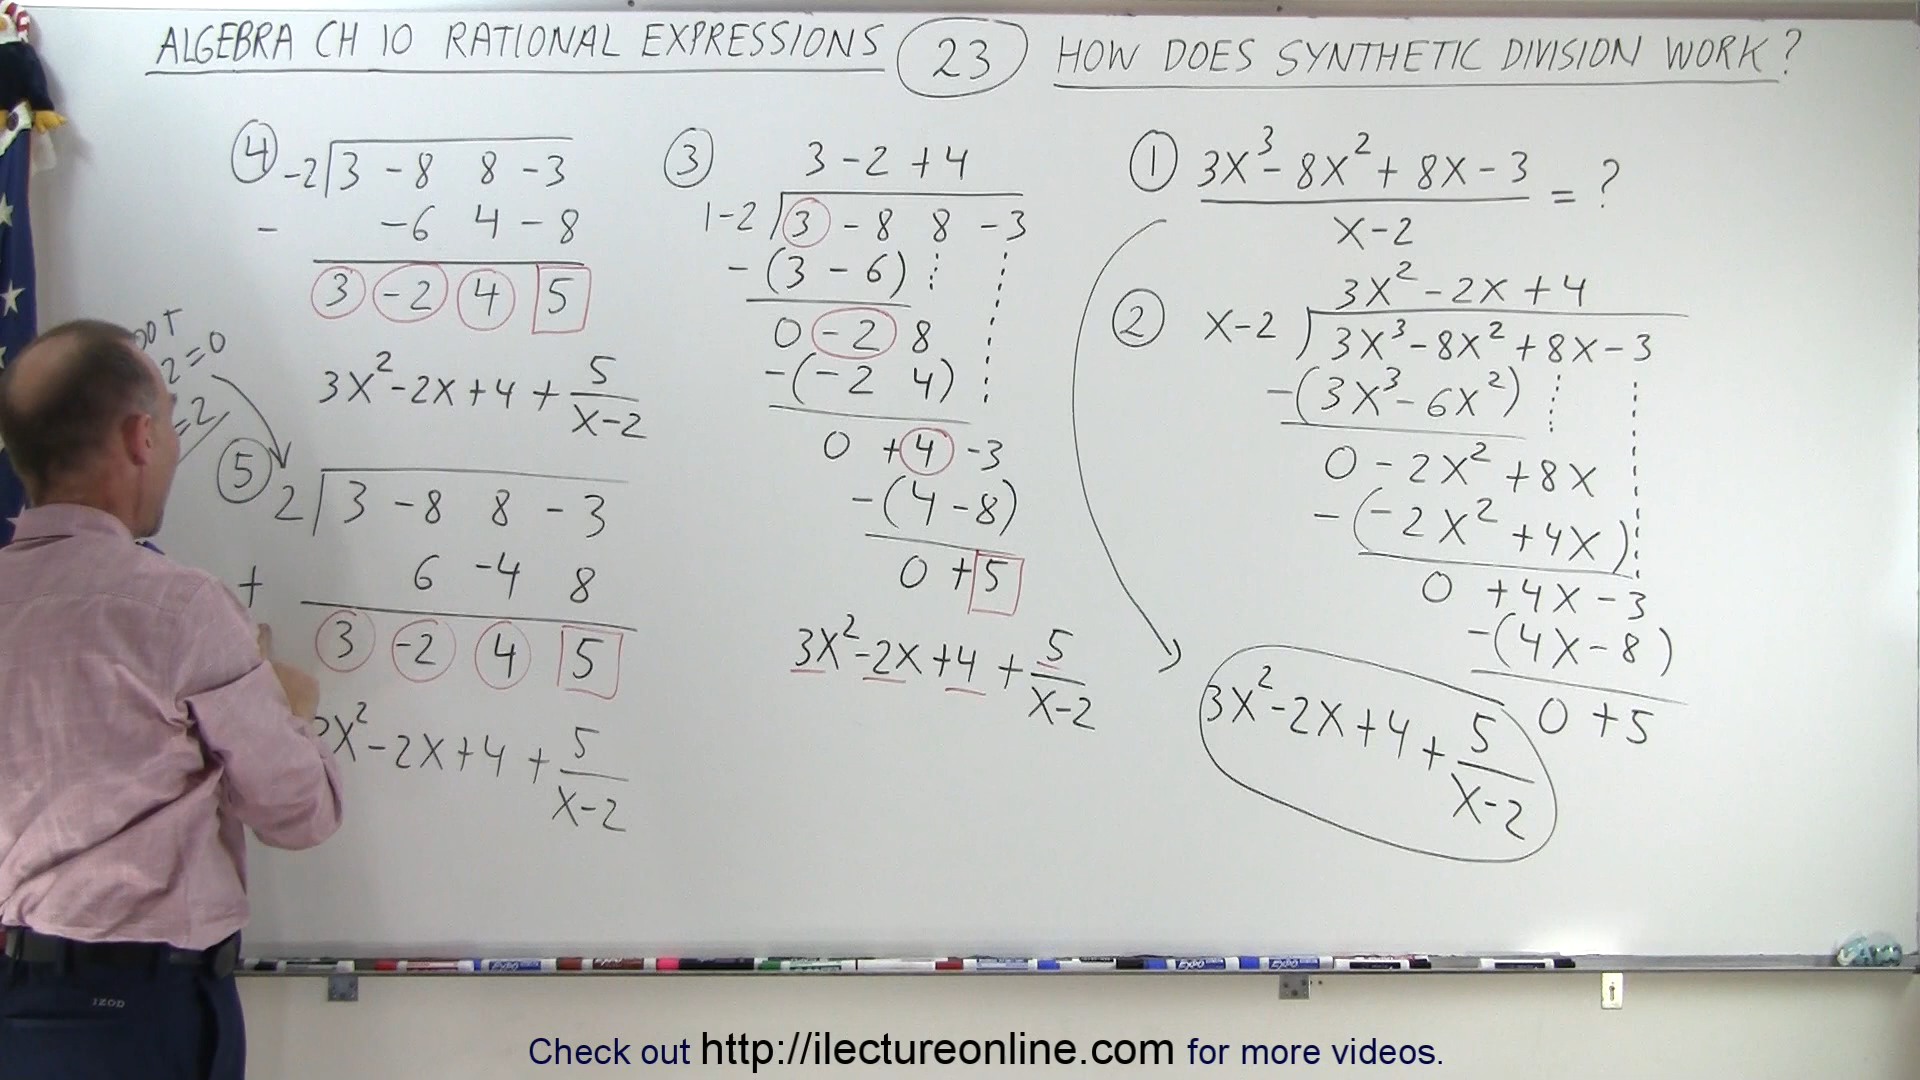 ALGEBRA CH 10 RATIONAL EXPRESSIONS 23 HOW DOES SYNTHETIC DIVISION WORK?
④
-2 3 -8 8 -3
- -6 4 -8
3 -2 4 5
3X² - 2X + 4 + 5/(X-2)
=0
=2
⑤
2 3 -8 8 -3
+ 6 -4 8
3 -2 4 5
X² - 2X + 4 + 5/(X-2)
③
3 -2 +4
1 -2 3 -8 8 -3
-(3 -6)
0 -2 8
-(-2 4)
0 +4 -3
-(4 -8)
0 +5
3X² - 2X + 4 + 5/(X-2)
①
(3X³ - 8X² + 8X - 3)/(X-2) = ?
②
3X² - 2X + 4
X-2 3X³ - 8X² + 8X - 3
-(3X³ - 6X²)
0 - 2X² + 8X
-(-2X² + 4X)
0 + 4X - 3
-(4X - 8)
0 + 5
3X² - 2X + 4 + 5/(X-2)
EXPO
EXPO
EXPO
IZOD
Check out http://ilectureonline.com for more videos.